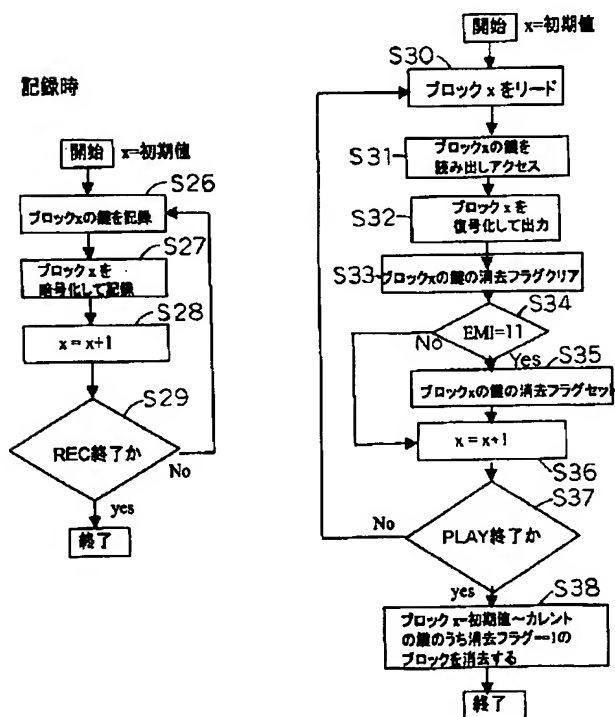 記録時
開始 x=初期値
S26
ブロックxの鍵を記録
S27
ブロックxを
暗号化して記録
S28
x=x+1
S29
REC終了か
No
yes
終了
開始 x=初期値
S30
ブロックxをリード
S31
ブロックxの鍵を
読み出しアクセス
S32
ブロックxを
復号化して出力
S33
ブロックxの鍵の消去フラグクリア
S34
EMI=11
No
Yes
S35
ブロックxの鍵の消去フラグセット
x=x+1
S36
S37
PLAY終了か
No
yes
S38
ブロックx=初期値~カレント
の鍵のうち消去フラグ==1の
ブロックを消去する
終了